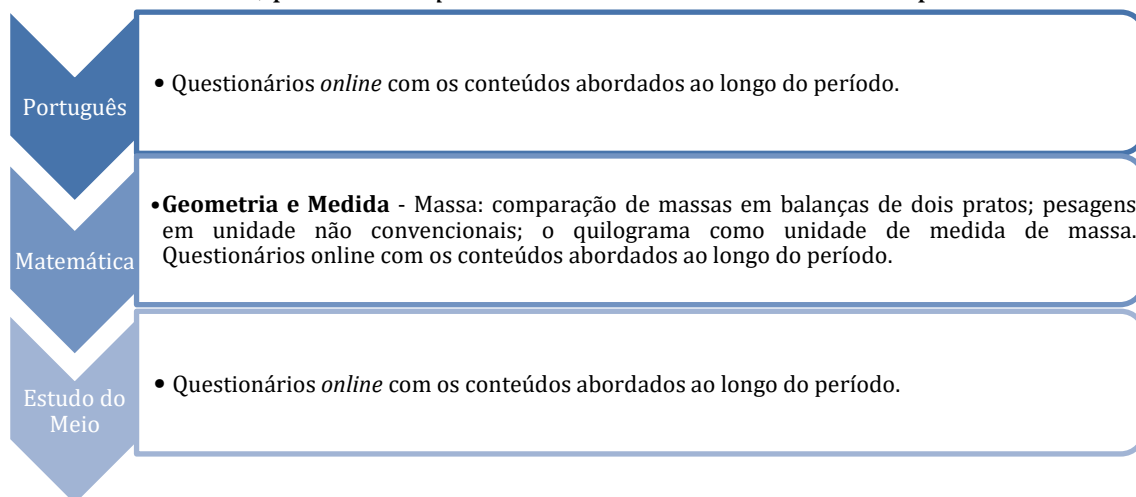 Português
• Questionários online com os conteúdos abordados ao longo do período.
Matemática
•Geometria e Medida - Massa: comparação de massas em balanças de dois pratos; pesagens
em unidade não convencionais; o quilograma como unidade de medida de massa.
Questionários online com os conteúdos abordados ao longo do período.
Estudo do
Meio
• Questionários online com os conteúdos abordados ao longo do período.